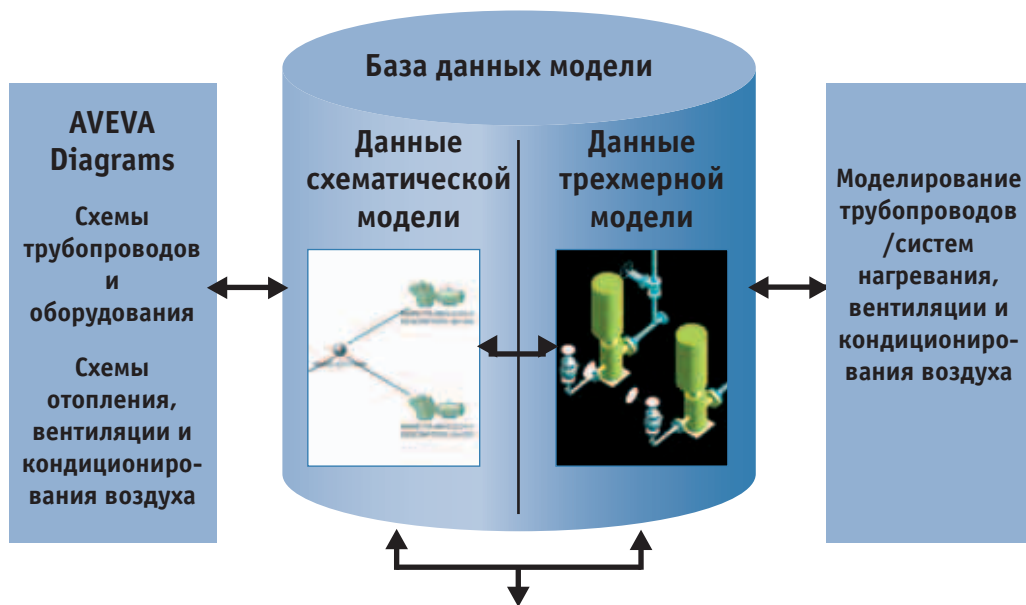 База данных модели
AVEVA
Diagrams
Схемы
трубопроводов
и
оборудования
Схемы
отопления,
вентиляции и
кондициониро-
вания воздуха
Данные
схематической
модели
Данные
трехмерной
модели
Моделирование
трубопроводов
/систем
нагревания,
вентиляции и
кондициониро-
вания воздуха